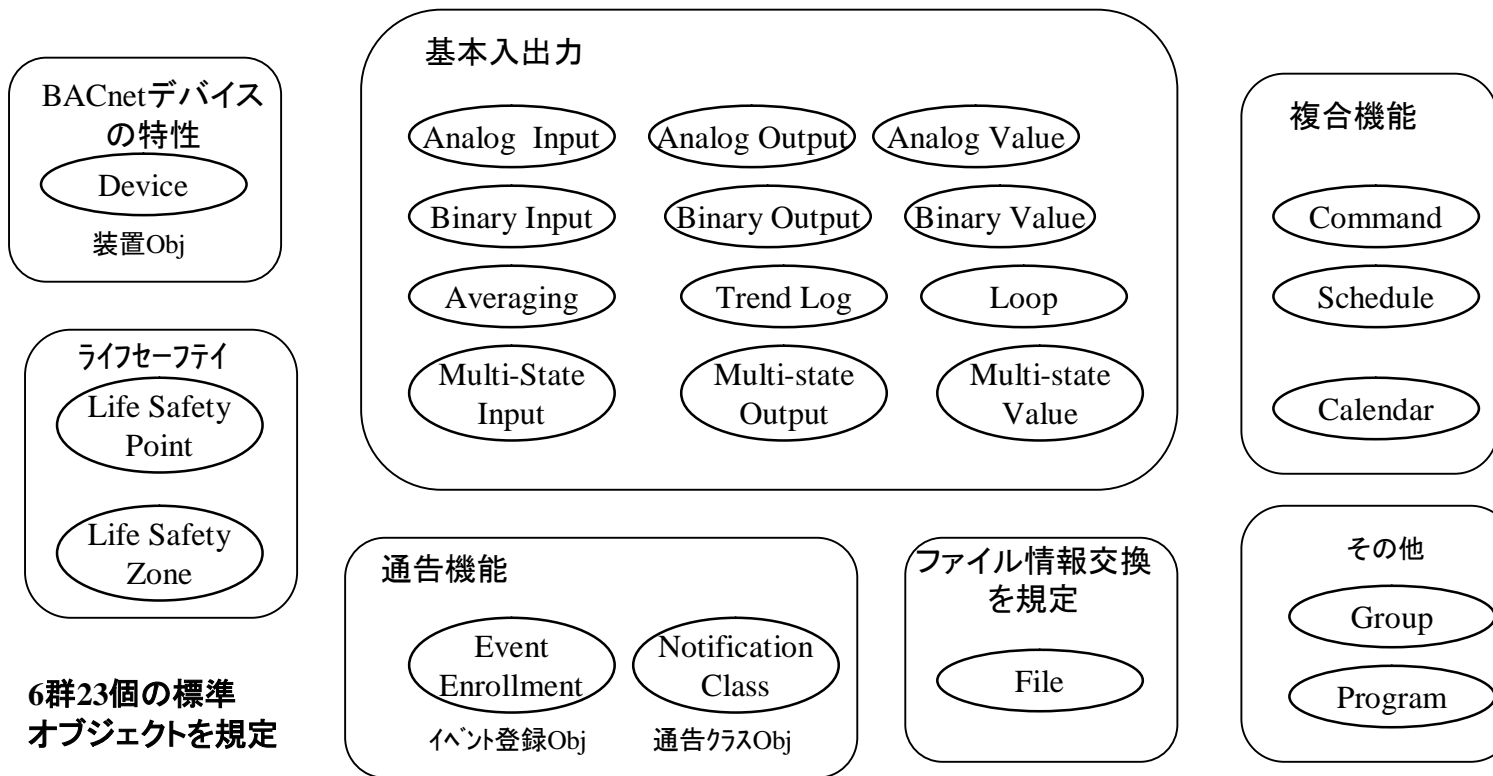 BACnetデバイス
の特性
Device
装置Obj
ライフセーフテイ
Life Safety
Point
Life Safety
Zone
6群23個の標準
オブジェクトを規定
基本入出力
Analog Input
Analog Output
Analog Value
Binary Input
Binary Output
Binary Value
Averaging
Trend Log
Loop
Multi-State
Input
Multi-state
Output
Multi-state
Value
通告機能
Event
Enrollment
イベント登録Obj
Notification
Class
通告クラスObj
ファイル情報交換
を規定
File
複合機能
Command
Schedule
Calendar
その他
Group
Program